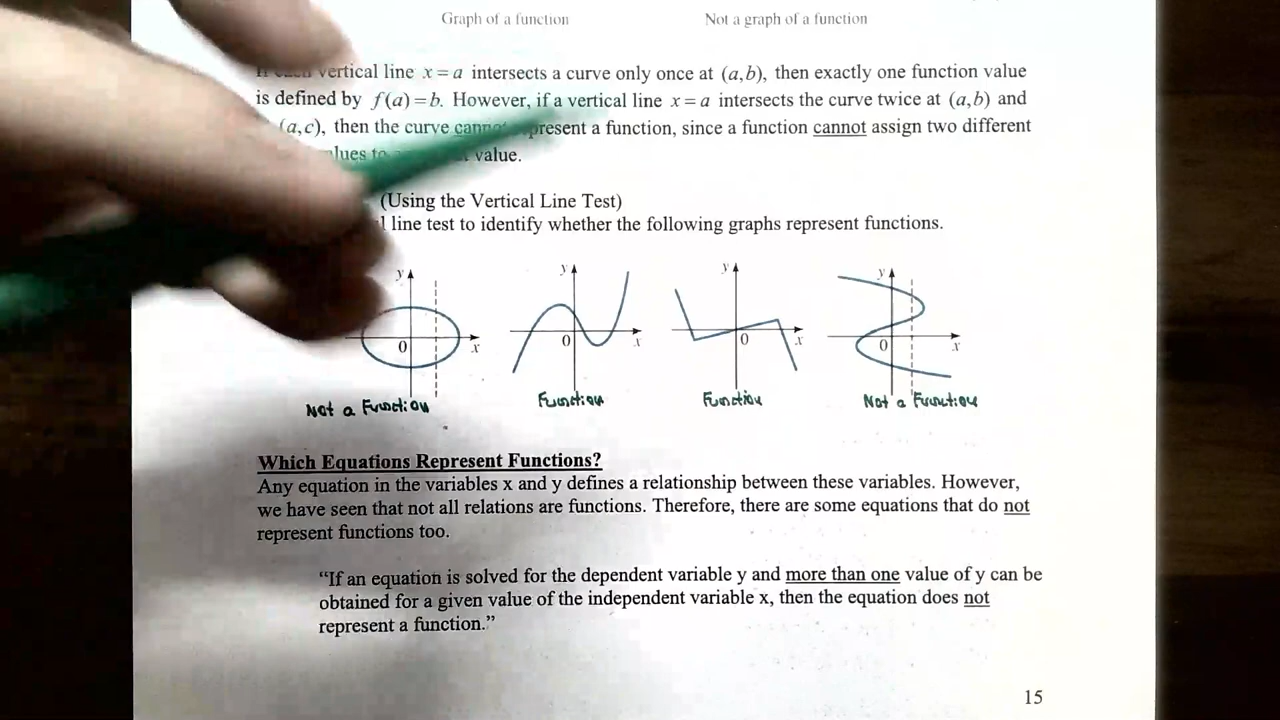 Graph of a function Not a graph of a function
vertical line x = a intersects a curve only once at (a,b), then exactly one function value
is defined by f(a) = b. However, if a vertical line x = a intersects the curve twice at (a,b) and
(a,c), then the curve represent a function, since a function cannot assign two different
value.
(Using the Vertical Line Test)
line test to identify whether the following graphs represent functions.
y y y y
0 x 0 x 0 x 0 x
Not a Function Function Function Not a Function
Which Equations Represent Functions?
Any equation in the variables x and y defines a relationship between these variables. However,
we have seen that not all relations are functions. Therefore, there are some equations that do not
represent functions too.
“If an equation is solved for the dependent variable y and more than one value of y can be
obtained for a given value of the independent variable x, then the equation does not
represent a function.”
15